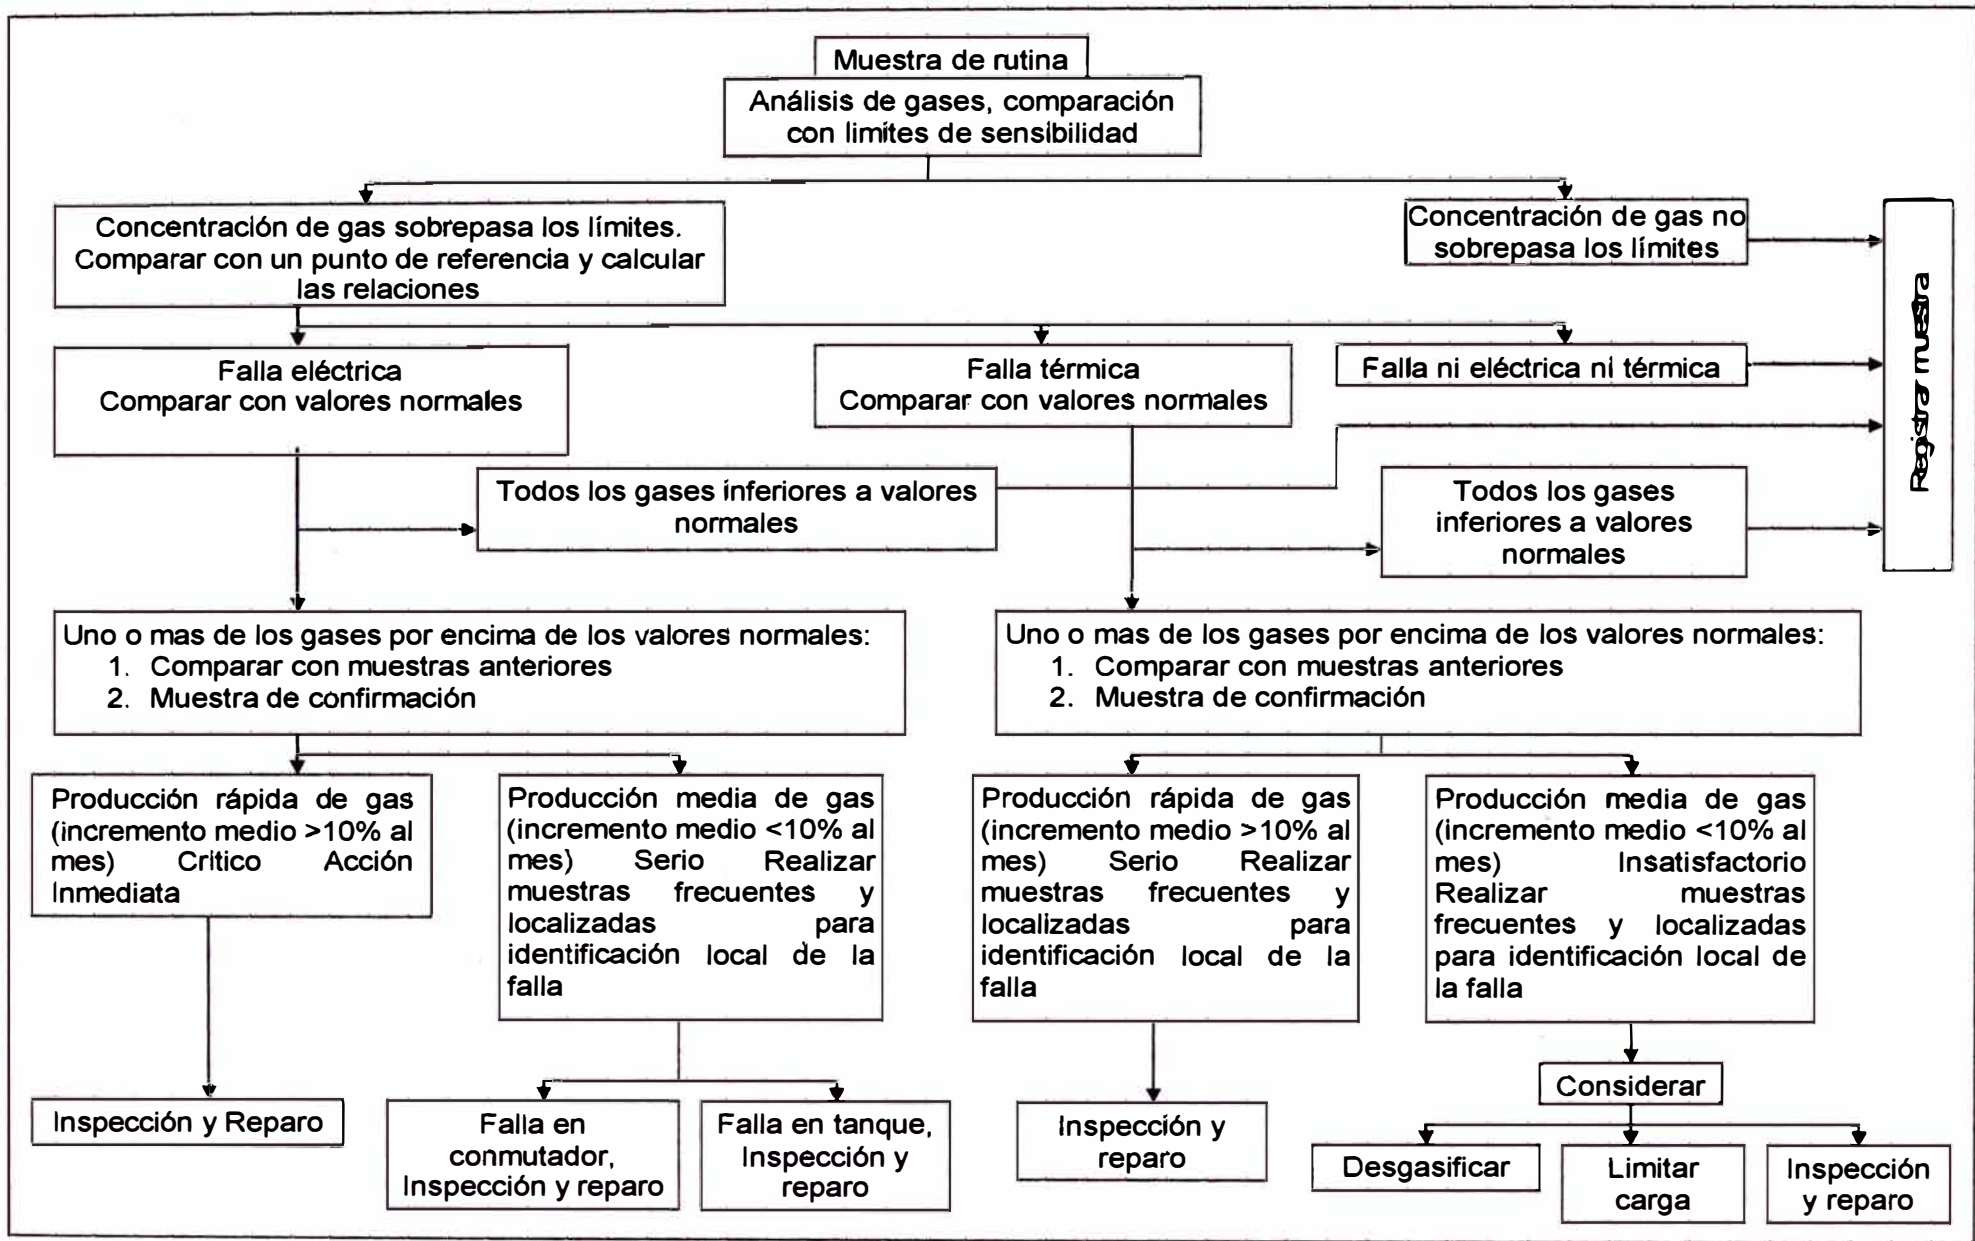 Muestra de rutina
Análisis de gases, comparación
con limites de sensibilidad
Concentración de gas sobrepasa los límites.
Comparar con un punto de referencia y calcular
las relaciones
Concentración de gas no
sobrepasa los límites
Registrar muestra
Falla eléctrica
Comparar con valores normales
Falla térmica
Comparar con valores normales
Falla ni eléctrica ni térmica
Todos los gases inferiores a valores
normales
Todos los gases
inferiores a valores
normales
Uno o mas de los gases por encima de los valores normales:
1. Comparar con muestras anteriores
2. Muestra de confirmación
Uno o mas de los gases por encima de los valores normales:
1. Comparar con muestras anteriores
2. Muestra de confirmación
Producción rápida de gas
(incremento medio >10% al
mes) Critico Acción
Inmediata
Producción media de gas
(incremento medio <10% al
mes) Serio Realizar
muestras frecuentes y
localizadas para
identificación local de la
falla
Producción rápida de gas
(incremento medio >10% al
mes) Serio Realizar
muestras frecuentes y
localizadas para
identificación local de la
falla
Producción media de gas
(incremento medio <10% al
mes) Insatisfactorio
Realizar muestras
frecuentes y localizadas
para identificación local de
la falla
Inspección y Reparo
Falla en
conmutador,
Inspección y reparo
Falla en tanque,
Inspección y
reparo
Inspección y
reparo
Considerar
Desgasificar
Limitar
carga
Inspección
y reparo